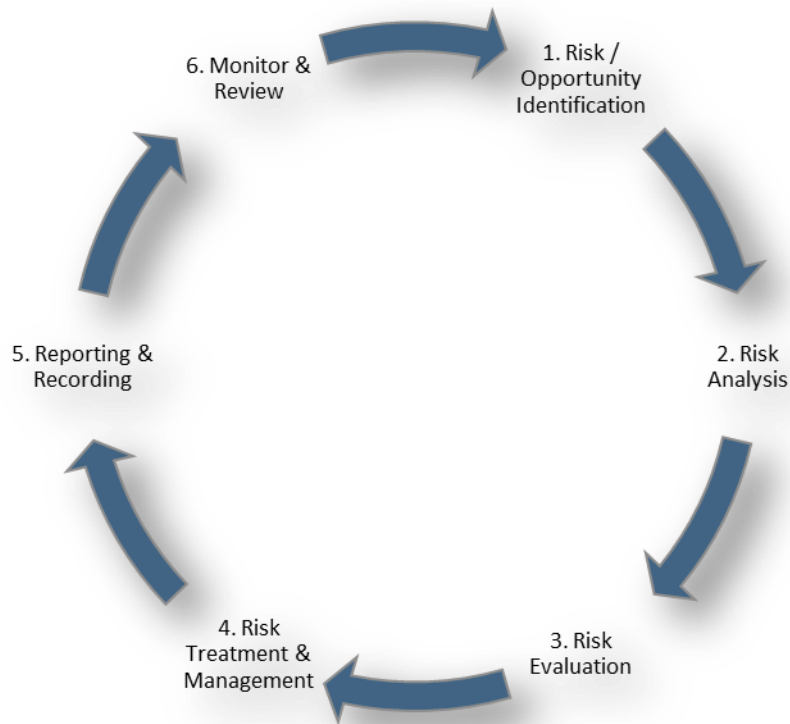 1. Risk /
Opportunity
Identification
2. Risk
Analysis
3. Risk
Evaluation
4. Risk
Treatment &
Management
5. Reporting &
Recording
6. Monitor &
Review